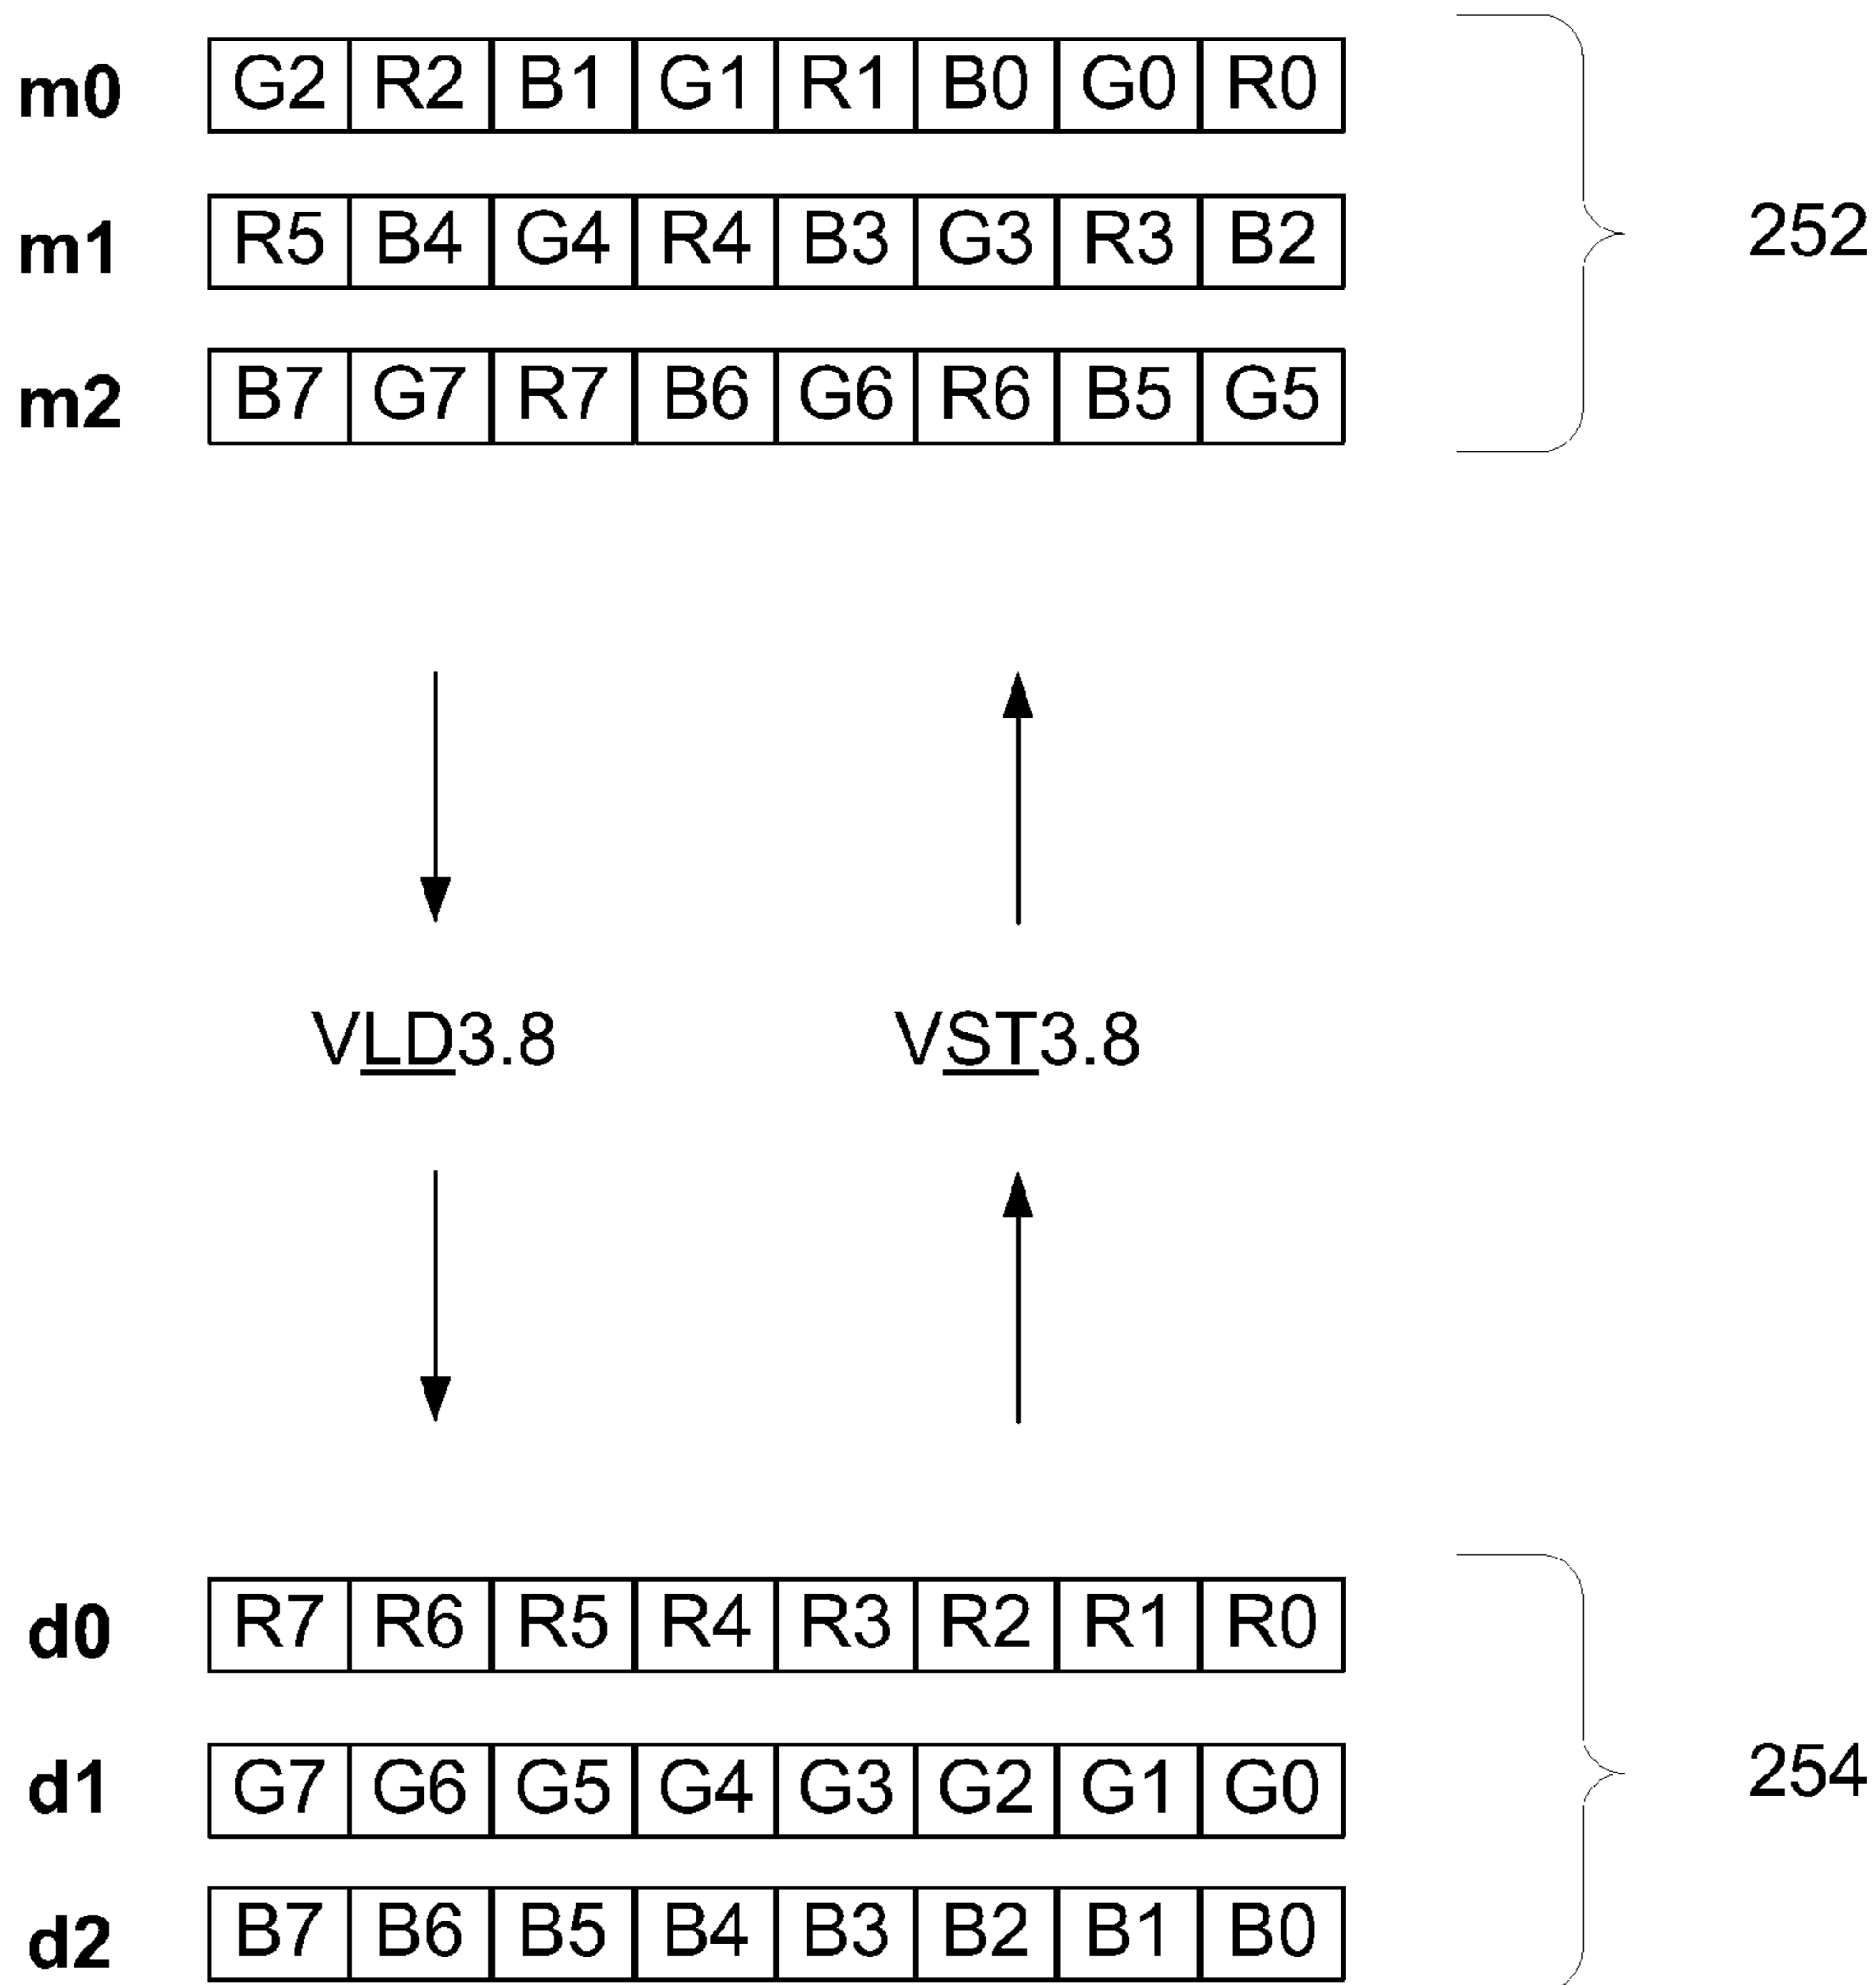 m0 G2 R2 B1 G1 R1 B0 G0 R0
m1 R5 B4 G4 R4 B3 G3 R3 B2 252
m2 B7 G7 R7 B6 G6 R6 B5 G5
VLD3.8 VST3.8
d0 R7 R6 R5 R4 R3 R2 R1 R0
d1 G7 G6 G5 G4 G3 G2 G1 G0 254
d2 B7 B6 B5 B4 B3 B2 B1 B0